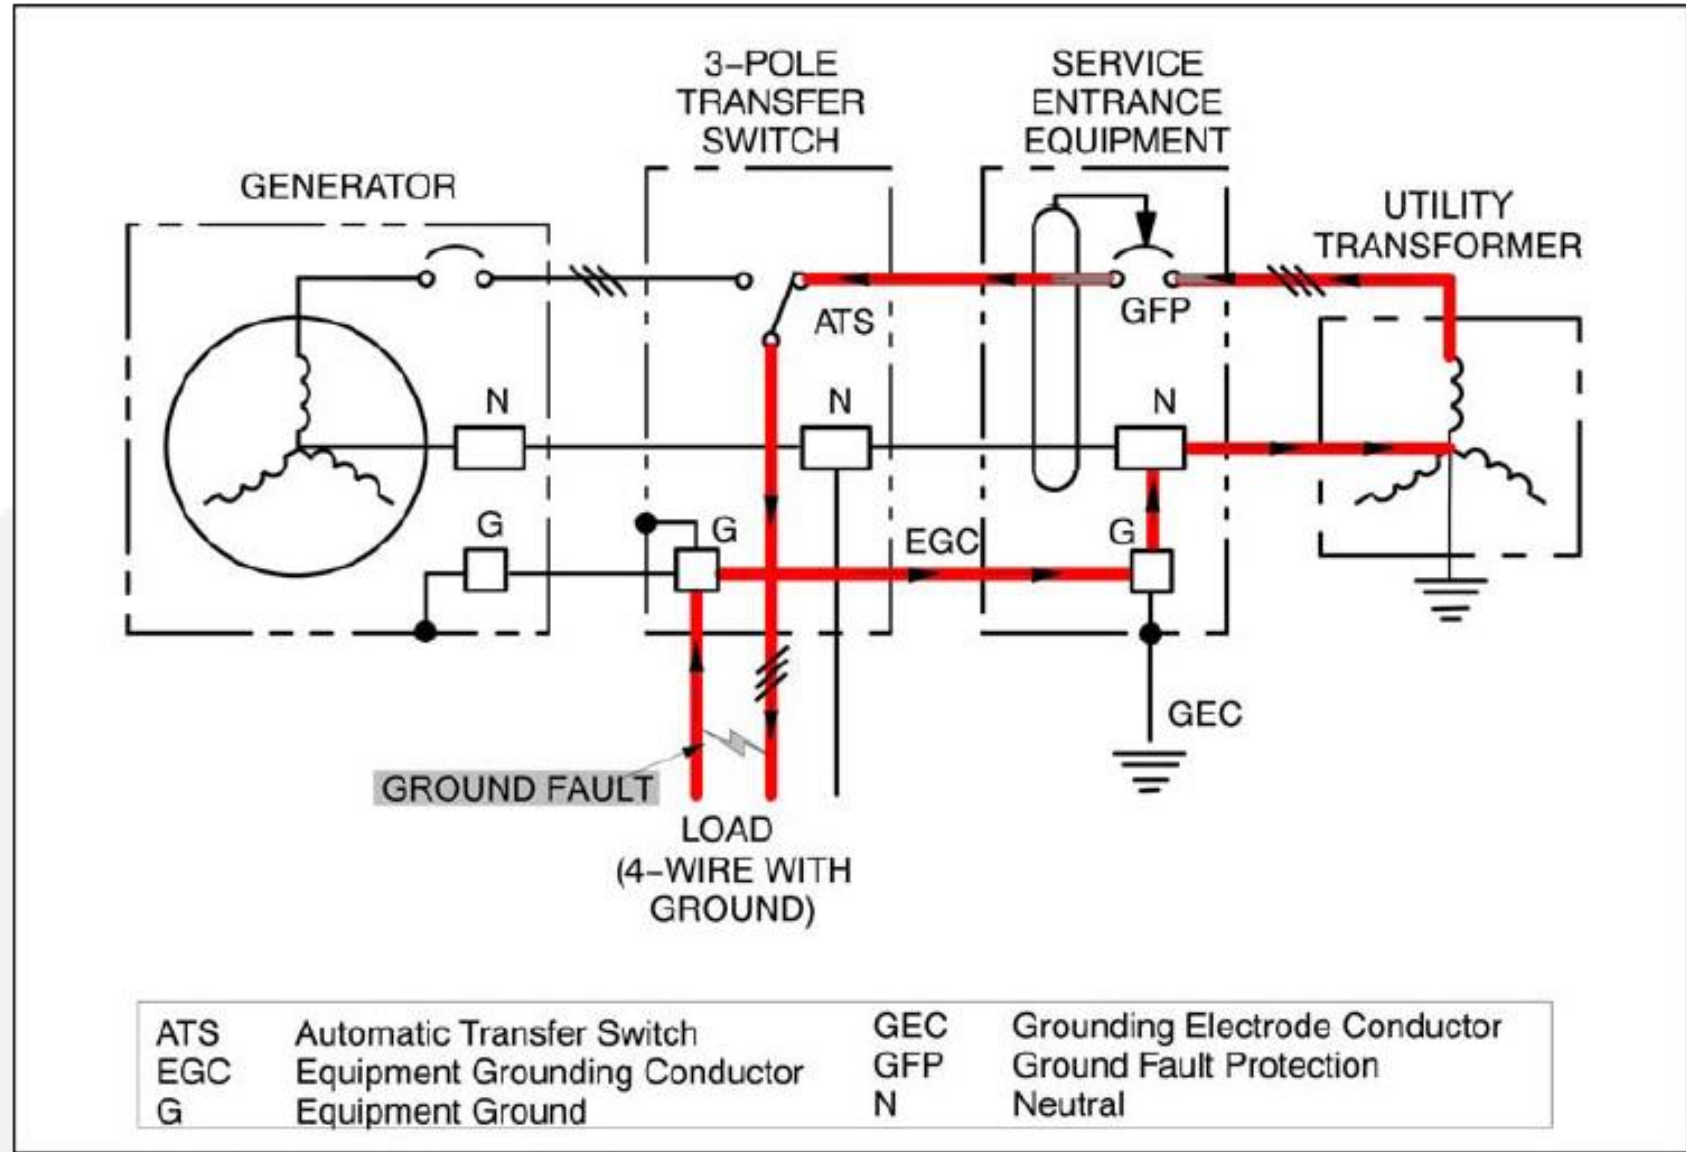 3-POLE
TRANSFER
SWITCH
SERVICE
ENTRANCE
EQUIPMENT
GENERATOR
UTILITY
TRANSFORMER
ATS
GFP
N
N
N
G
G
EGC
G
GEC
GROUND FAULT
LOAD
(4-WIRE WITH
GROUND)
ATS Automatic Transfer Switch
EGC Equipment Grounding Conductor
G Equipment Ground
GEC Grounding Electrode Conductor
GFP Ground Fault Protection
N Neutral